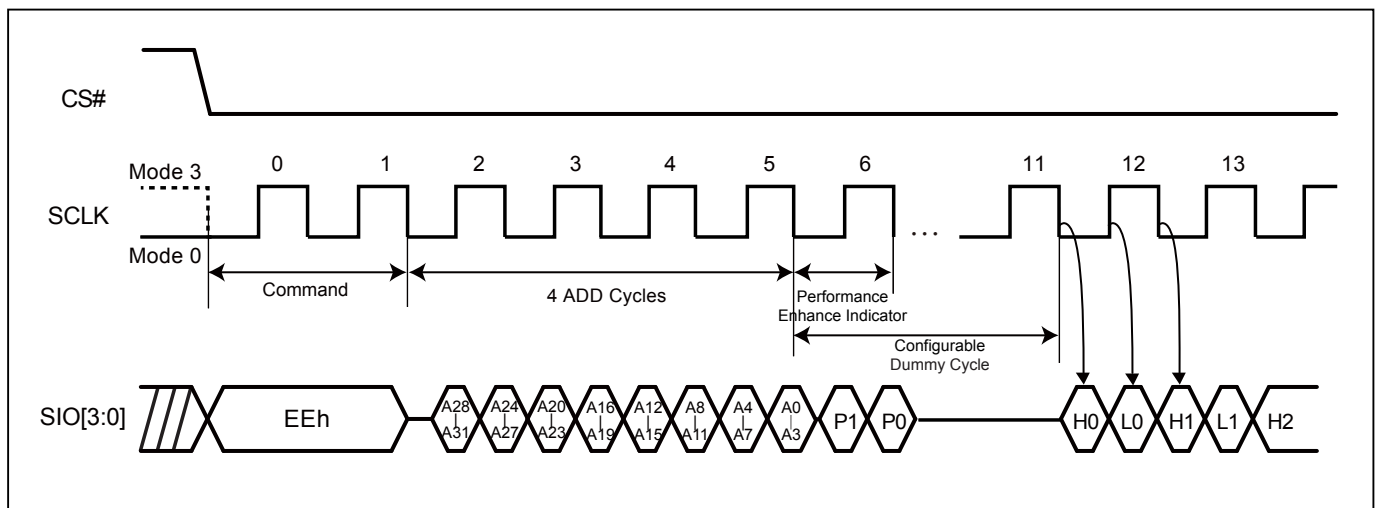 CS#
Mode 3
0 1 2 3 4 5 6 11 12 13
SCLK
...
Mode 0
Command
4 ADD Cycles
Performance
Enhance Indicator
Configurable
Dummy Cycle
SIO[3:0]
EEh
A28
|
A31
A24
|
A27
A20
|
A23
A16
|
A19
A12
|
A15
A8
|
A11
A4
|
A7
A0
|
A3
P1
P0
H0
L0
H1
L1
H2